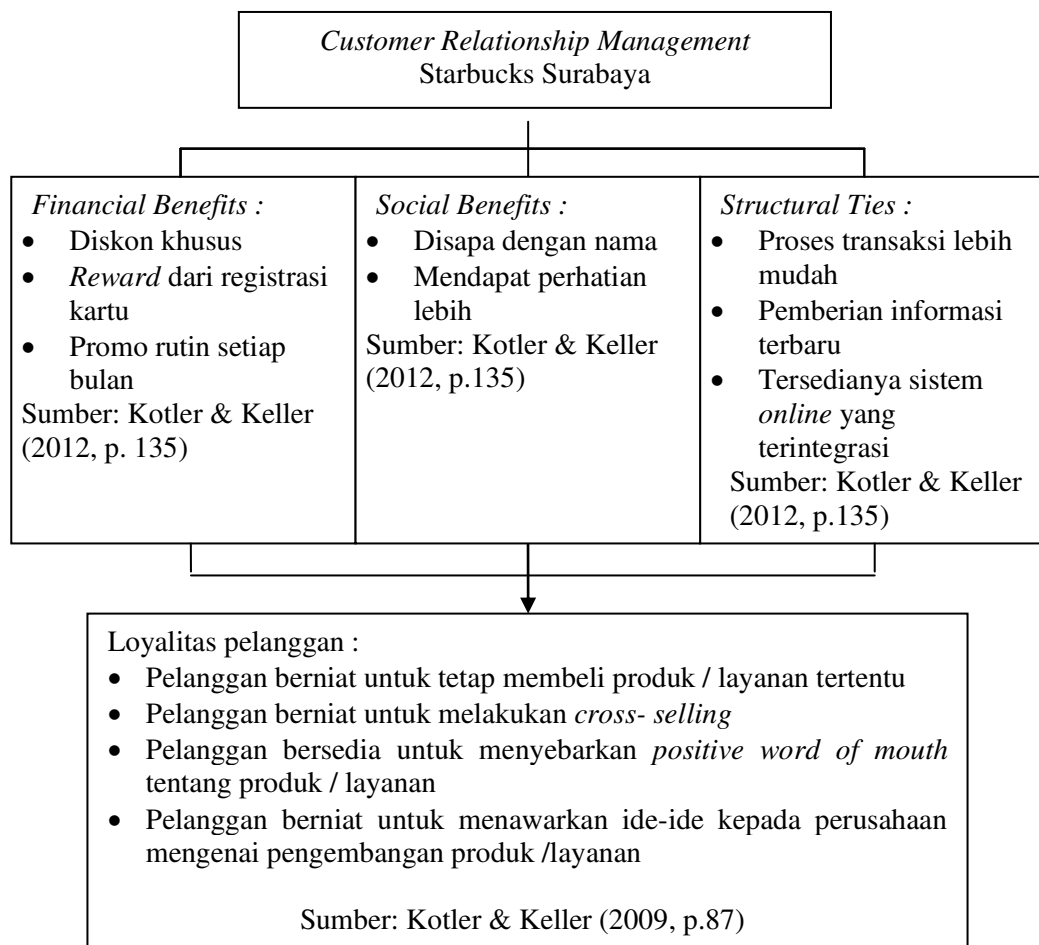 Customer Relationship Management
Starbucks Surabaya
Financial Benefits :
• Diskon khusus
• Reward dari registrasi
kartu
• Promo rutin setiap
bulan
Sumber: Kotler & Keller
(2012, p. 135)
Social Benefits :
• Disapa dengan nama
• Mendapat perhatian
lebih
Sumber: Kotler & Keller
(2012, p.135)
Structural Ties :
• Proses transaksi lebih
mudah
• Pemberian informasi
terbaru
• Tersedianya sistem
online yang
terintegrasi
Sumber: Kotler & Keller
(2012, p.135)
Loyalitas pelanggan :
• Pelanggan berniat untuk tetap membeli produk / layanan tertentu
• Pelanggan berniat untuk melakukan cross- selling
• Pelanggan bersedia untuk menyebarkan positive word of mouth
tentang produk / layanan
• Pelanggan berniat untuk menawarkan ide-ide kepada perusahaan
mengenai pengembangan produk /layanan
Sumber: Kotler & Keller (2009, p.87)